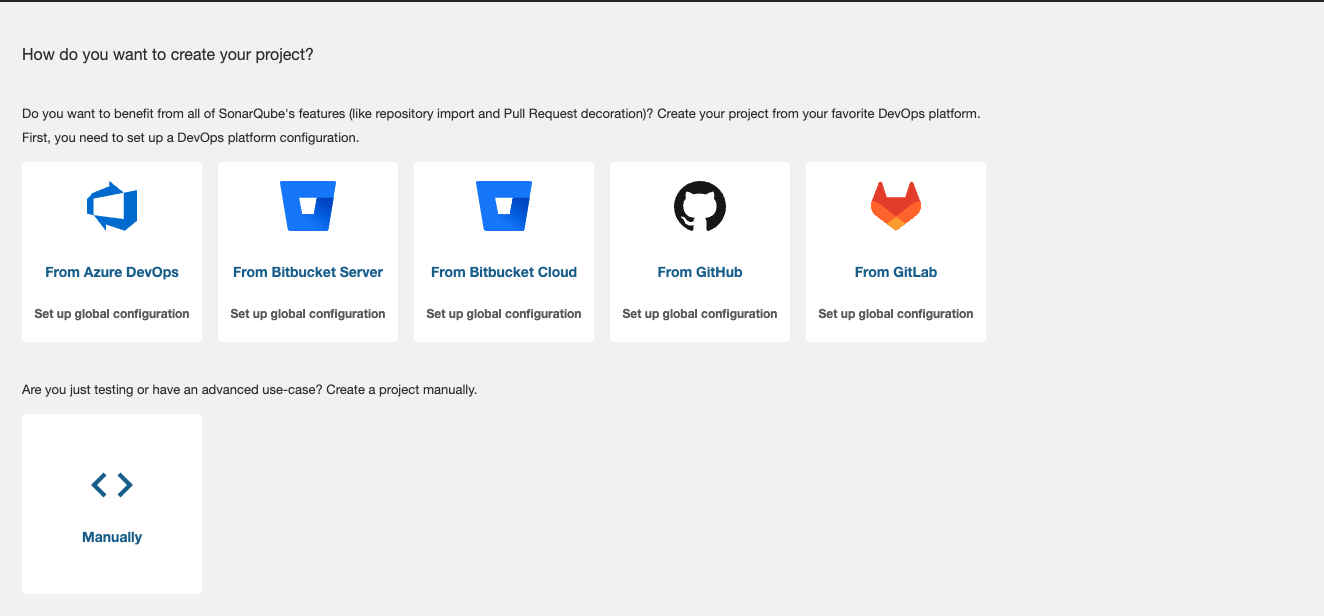 How do you want to create your project?
Do you want to benefit from all of SonarQube's features (like repository import and Pull Request decoration)? Create your project from your favorite DevOps platform.
First, you need to set up a DevOps platform configuration.
From Azure DevOps
Set up global configuration
From Bitbucket Server
Set up global configuration
From Bitbucket Cloud
Set up global configuration
From GitHub
Set up global configuration
From GitLab
Set up global configuration
Are you just testing or have an advanced use-case? Create a project manually.
Manually